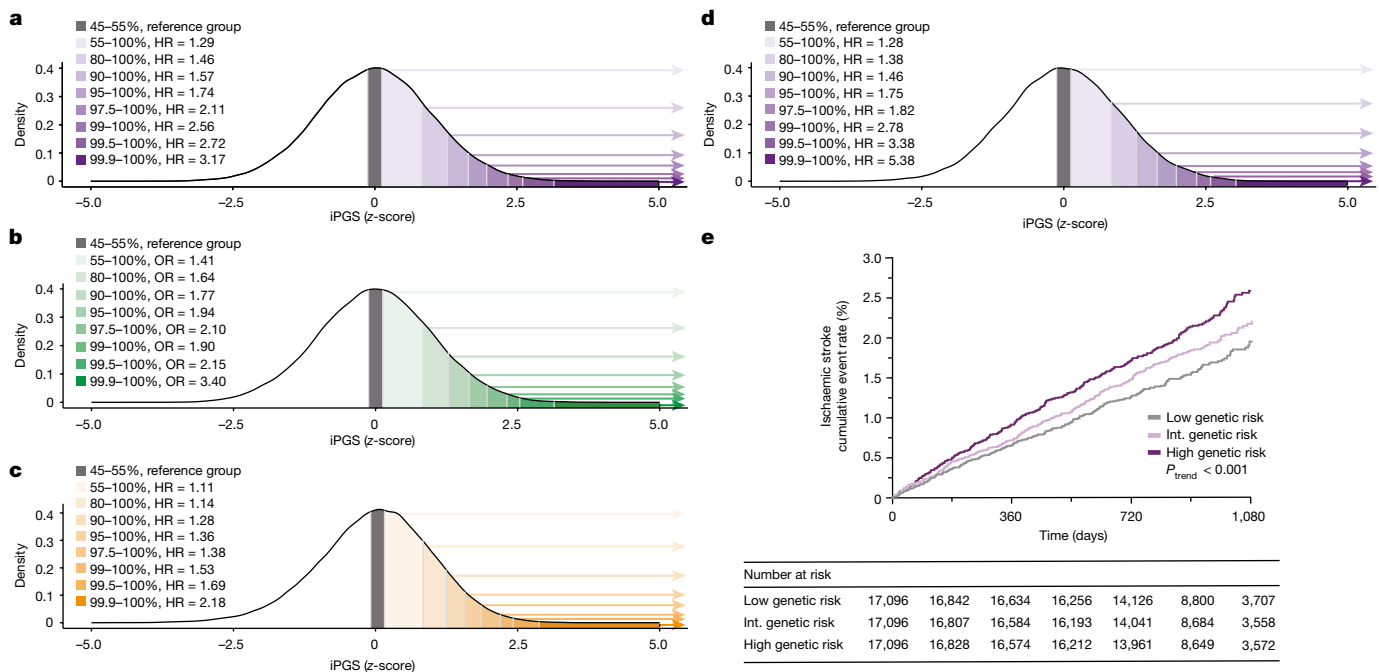 a
45–55%, reference group
55–100%, HR = 1.29
80–100%, HR = 1.46
90–100%, HR = 1.57
95–100%, HR = 1.74
97.5–100%, HR = 2.11
99–100%, HR = 2.56
99.5–100%, HR = 2.72
99.9–100%, HR = 3.17
0.4
0.3
0.2
0.1
0
Density
–5.0 –2.5 0 2.5 5.0
iPGS (z-score)
b
45–55%, reference group
55–100%, OR = 1.41
80–100%, OR = 1.64
90–100%, OR = 1.77
95–100%, OR = 1.94
97.5–100%, OR = 2.10
99–100%, OR = 1.90
99.5–100%, OR = 2.15
99.9–100%, OR = 3.40
0.4
0.3
0.2
0.1
0
Density
–5.0 –2.5 0 2.5 5.0
iPGS (z-score)
c
45–55%, reference group
55–100%, HR = 1.11
80–100%, HR = 1.14
90–100%, HR = 1.28
95–100%, HR = 1.36
97.5–100%, HR = 1.38
99–100%, HR = 1.53
99.5–100%, HR = 1.69
99.9–100%, HR = 2.18
0.4
0.3
0.2
0.1
0
Density
–5.0 –2.5 0 2.5 5.0
iPGS (z-score)
d
45–55%, reference group
55–100%, HR = 1.28
80–100%, HR = 1.38
90–100%, HR = 1.46
95–100%, HR = 1.75
97.5–100%, HR = 1.82
99–100%, HR = 2.78
99.5–100%, HR = 3.38
99.9–100%, HR = 5.38
0.4
0.3
0.2
0.1
0
Density
–5.0 –2.5 0 2.5 5.0
iPGS (z-score)
e
3.0
2.5
2.0
1.5
1.0
0.5
0
Ischaemic stroke
cumulative event rate (%)
Low genetic risk
Int. genetic risk
High genetic risk
Ptrend < 0.001
0 360 720 1,080
Time (days)
Number at risk
Low genetic risk 17,096 16,842 16,634 16,256 14,126 8,800 3,707
Int. genetic risk 17,096 16,807 16,584 16,193 14,041 8,684 3,558
High genetic risk 17,096 16,828 16,574 16,212 13,961 8,649 3,572